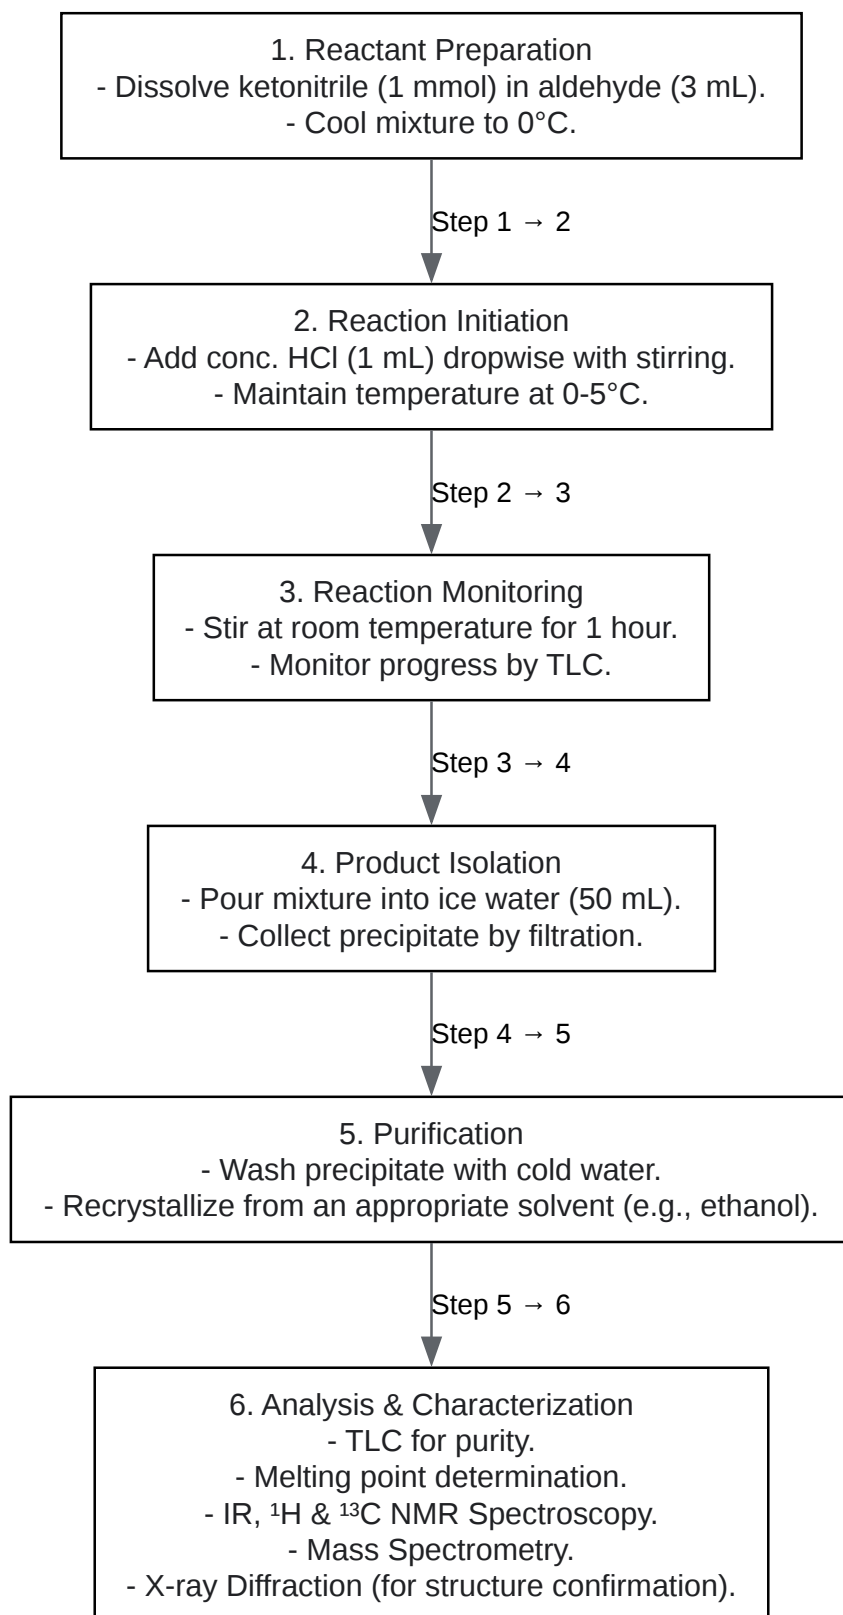 1. Reactant Preparation
- Dissolve ketonitrile (1 mmol) in aldehyde (3 mL).
- Cool mixture to 0°C.
Step 1 → 2
2. Reaction Initiation
- Add conc. HCl (1 mL) dropwise with stirring.
- Maintain temperature at 0-5°C.
Step 2 → 3
3. Reaction Monitoring
- Stir at room temperature for 1 hour.
- Monitor progress by TLC.
Step 3 → 4
4. Product Isolation
- Pour mixture into ice water (50 mL).
- Collect precipitate by filtration.
Step 4 → 5
5. Purification
- Wash precipitate with cold water.
- Recrystallize from an appropriate solvent (e.g., ethanol).
Step 5 → 6
6. Analysis & Characterization
- TLC for purity.
- Melting point determination.
- IR, ¹H & ¹³C NMR Spectroscopy.
- Mass Spectrometry.
- X-ray Diffraction (for structure confirmation).